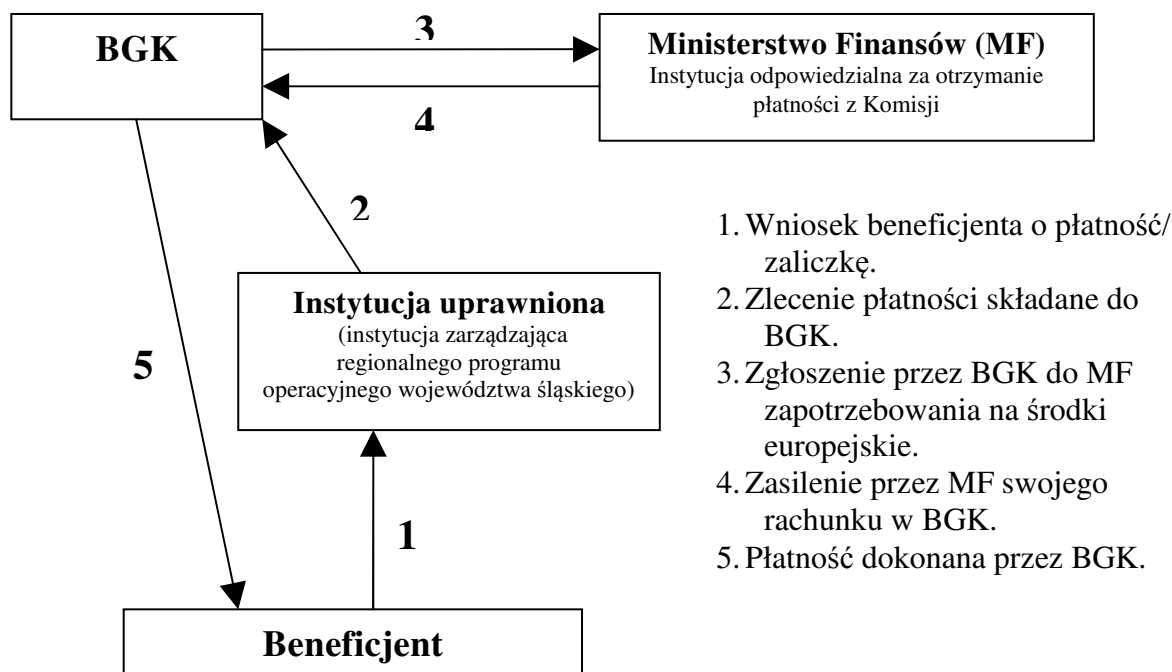 BGK
3
Ministerstwo Finansów (MF)
Instytucja odpowiedzialna za otrzymanie
płatności z Komisji
4
2
Instytucja uprawniona
(instytucja zarządzająca
regionalnego programu
operacyjnego województwa śląskiego)
5
1
Beneficjent
1. Wniosek beneficjenta o płatność/
zaliczkę.
2. Zlecenie płatności składane do
BGK.
3. Zgłoszenie przez BGK do MF
zapotrzebowania na środki
europejskie.
4. Zasilenie przez MF swojego
rachunku w BGK.
5. Płatność dokonana przez BGK.